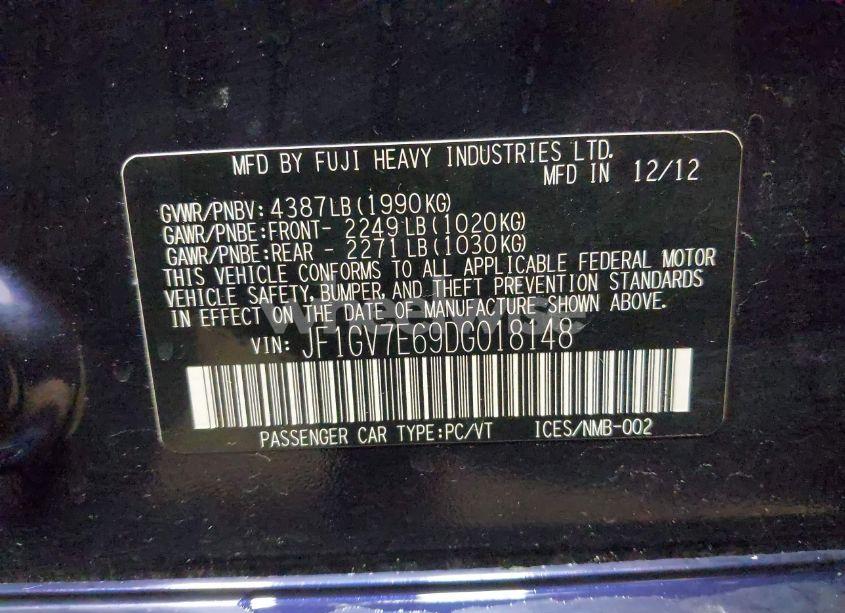 MFD BY FUJI HEAVY INDUSTRIES LTD.
MFD IN 12/12
GVWR/PNBV: 4387LB(1990KG)
GAWR/PNBE:FRONT- 2249LB(1020KG)
GAWR/PNBE:REAR - 2271LB(1030KG)
THIS VEHICLE CONFORMS TO ALL APPLICABLE FEDERAL MOTOR
VEHICLE SAFETY, BUMPER, AND THEFT PREVENTION STANDARDS
IN EFFECT ON THE DATE OF MANUFACTURE SHOWN ABOVE.
VIN: JF1GV7E69DG018148
PASSENGER CAR TYPE:PC/VT ICES/NMB-002